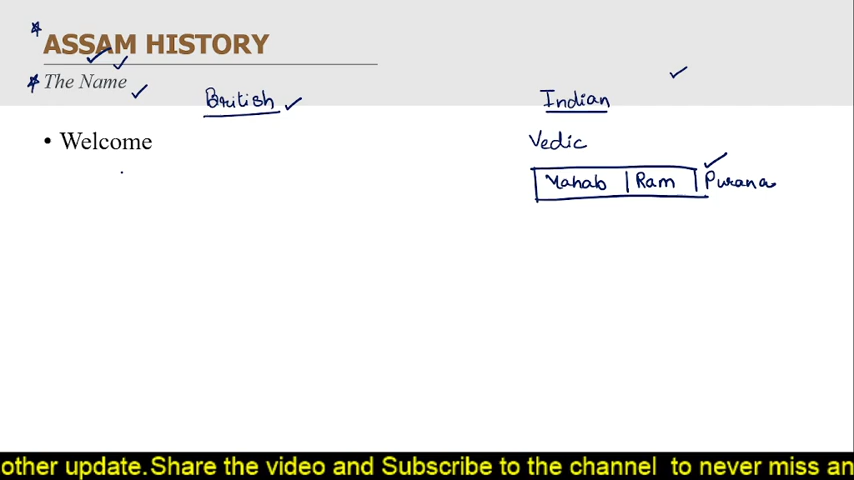 ASSAM HISTORY
The Name
British Indian
• Welcome Vedic
Mahab | Ram | Purana
other update.Share the video and Subscribe to the channel to never miss an